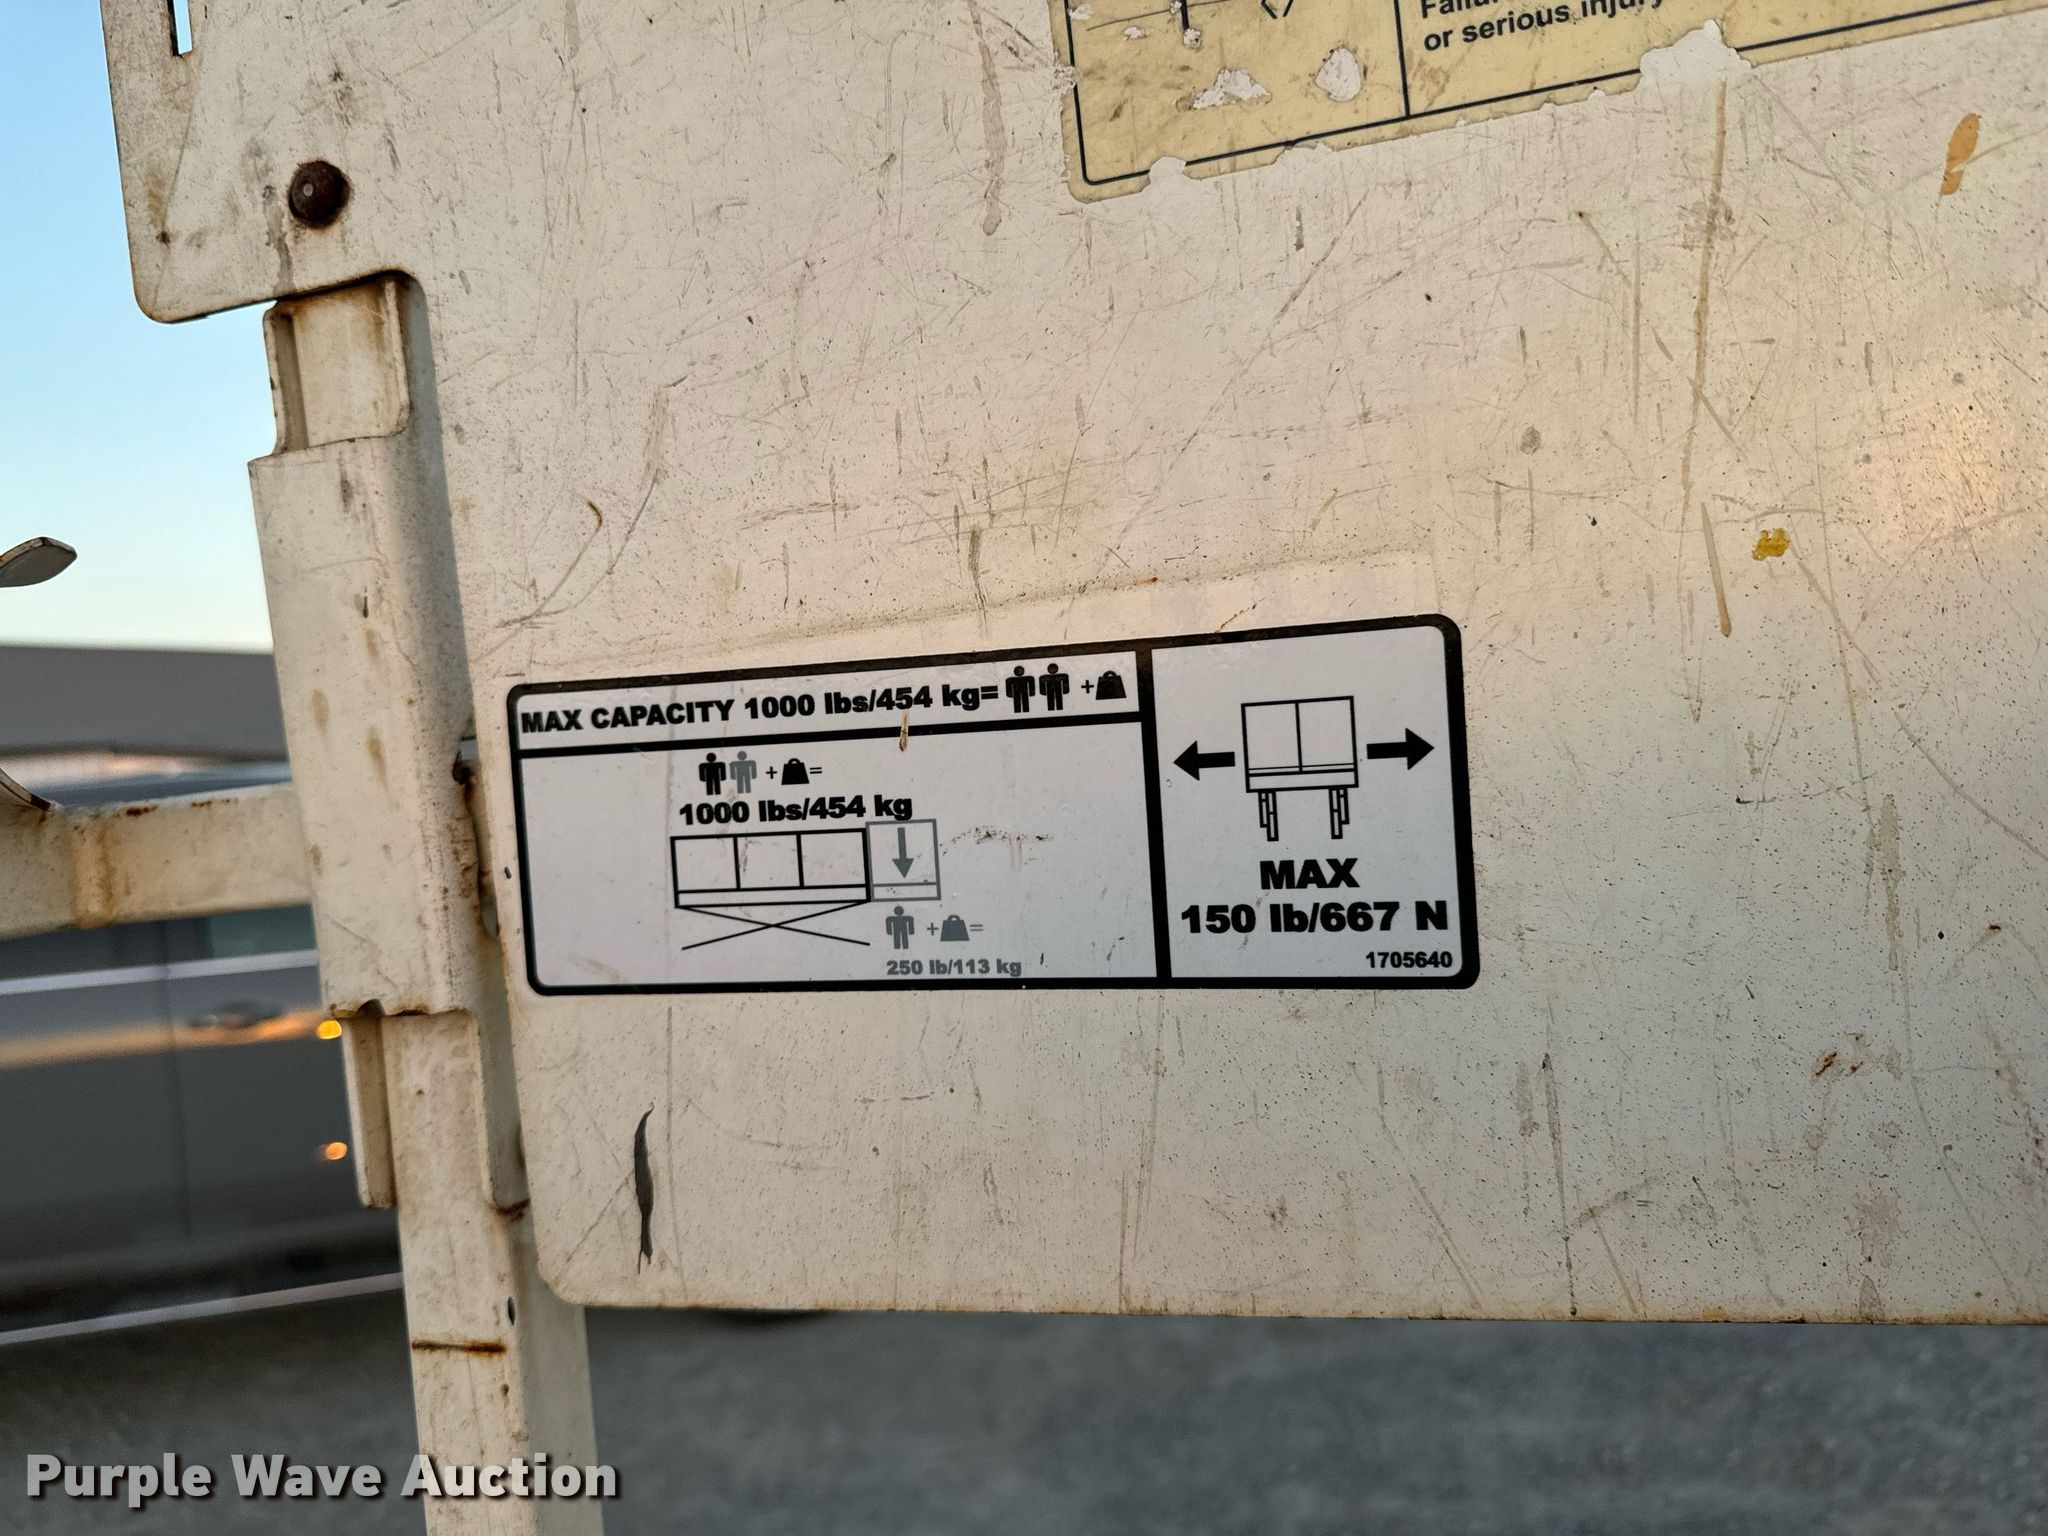 or serious injury
MAX CAPACITY 1000 lbs/454 kg= +
+ =
1000 lbs/454 kg
+ =
250 lb/113 kg
MAX
150 lb/667 N
1705640
Purple Wave Auction